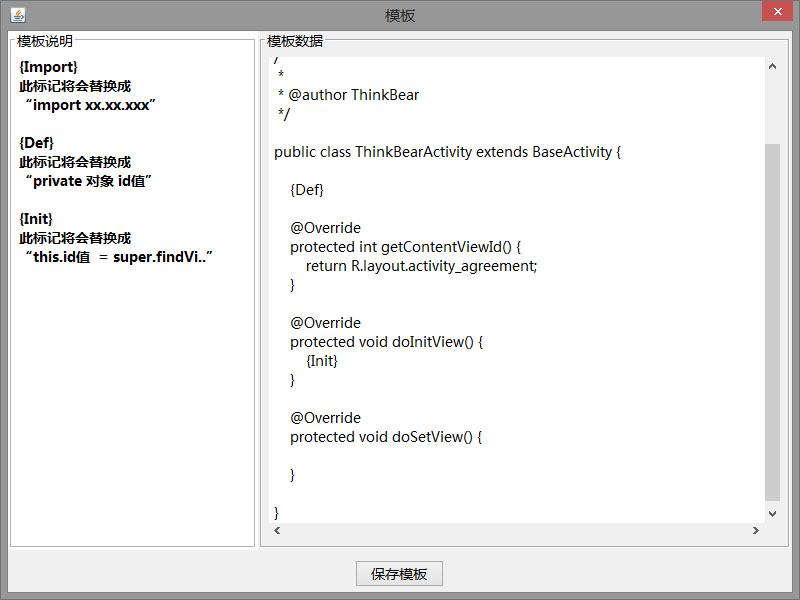 模板
模板说明
{Import}
此标记将会替换成
“import xx.xx.xxx”
{Def}
此标记将会替换成
“private 对象 id值”
{Init}
此标记将会替换成
“this.id值 = super.findVi..”
模板数据
*
* @author ThinkBear
*/
public class ThinkBearActivity extends BaseActivity {
{Def}
@Override
protected int getContentViewId() {
return R.layout.activity_agreement;
}
@Override
protected void doInitView() {
{Init}
}
@Override
protected void doSetView() {
}
}
保存模板